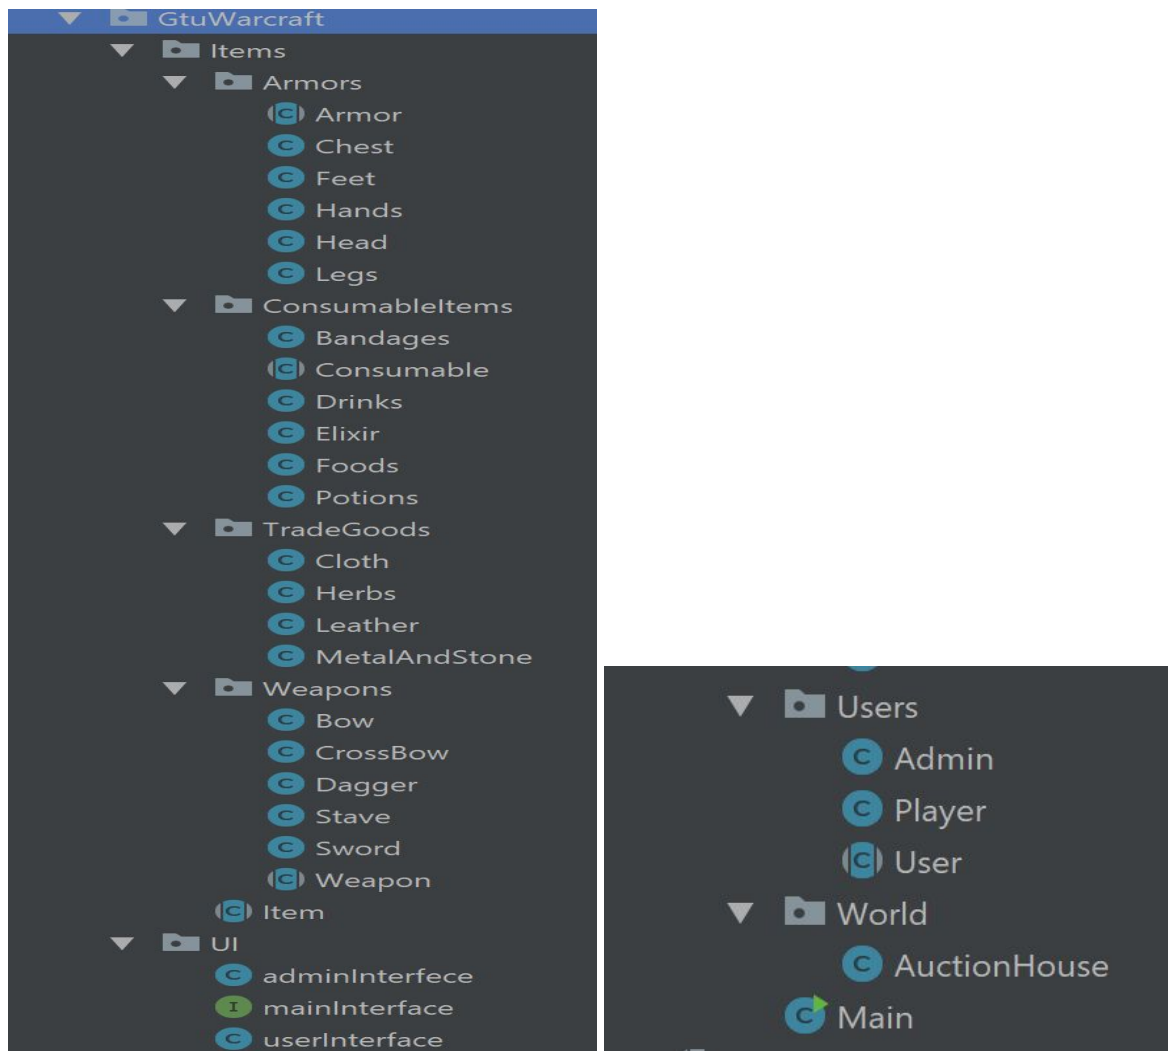 GtuWarcraft
Items
Armors
Armor
Chest
Feet
Hands
Head
Legs
ConsumableItems
Bandages
Consumable
Drinks
Elixir
Foods
Potions
TradeGoods
Cloth
Herbs
Leather
MetalAndStone
Weapons
Bow
CrossBow
Dagger
Stave
Sword
Weapon
Item
UI
adminInterfece
mainInterface
userInterface
Users
Admin
Player
User
World
AuctionHouse
Main